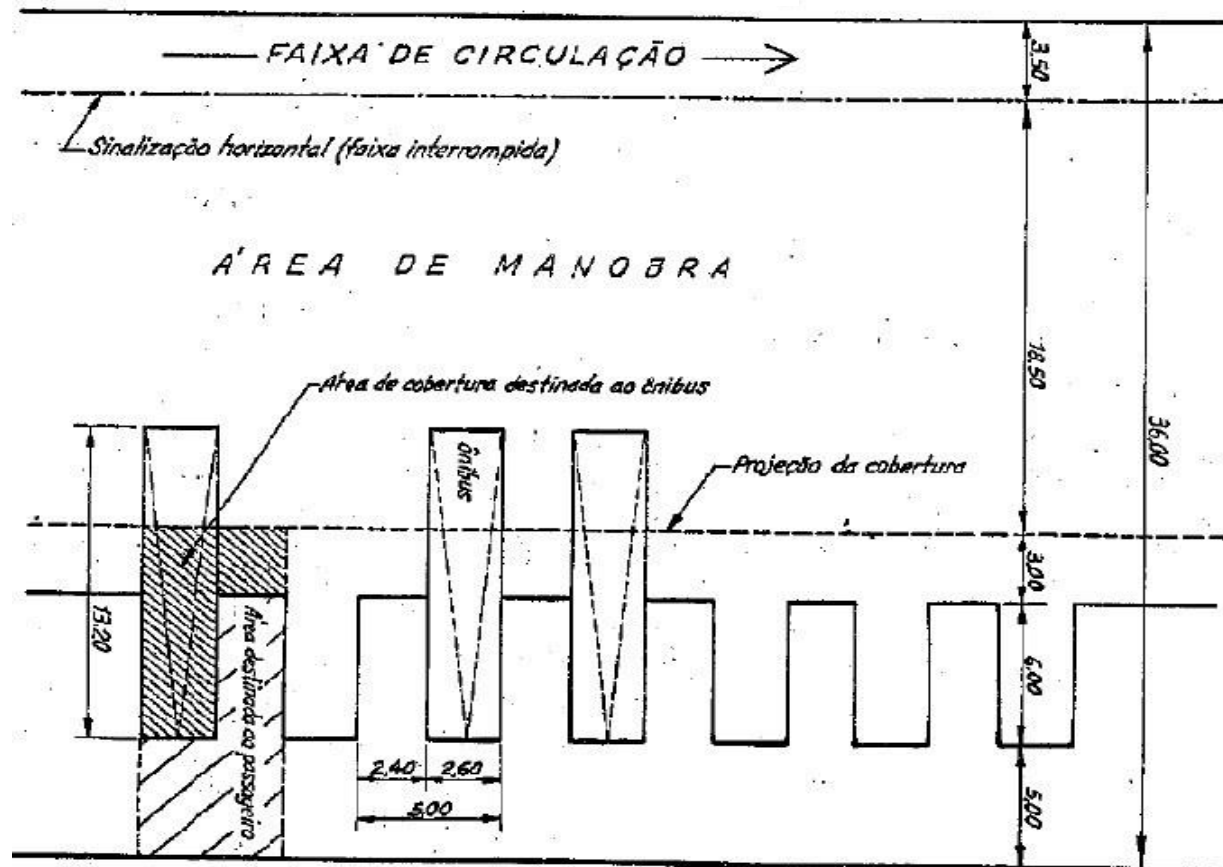 FAIXA DE CIRCULAÇÃO
3,50
Sinalização horizontal (faixa interrompida)
ÁREA DE MANOBRA
18,50
36,00
Área de cobertura destinada ao ônibus
ônibus
Projeção da cobertura
13,20
3,00
Área destinada ao passageiro
6,00
2,40
2,60
5,00
5,00